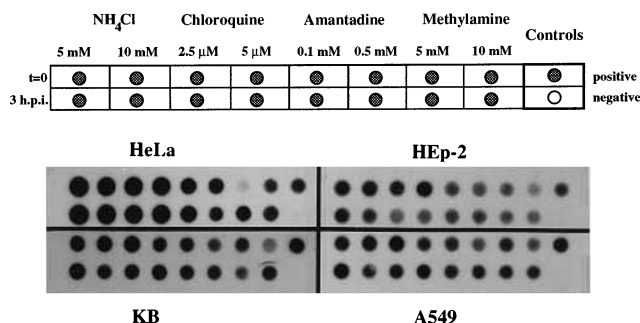 NH4Cl Chloroquine Amantadine Methylamine Controls
5 mM 10 mM 2.5 µM 5 µM 0.1 mM 0.5 mM 5 mM 10 mM
t=0 positive
3 h.p.i. negative
HeLa HEp-2
KB A549